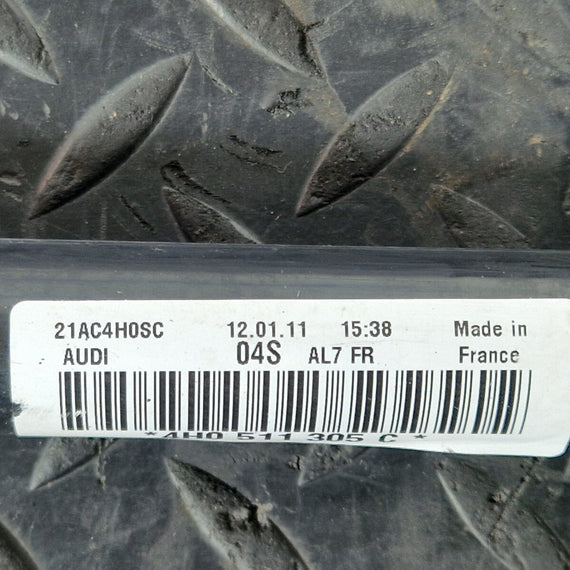 21AC4H0SC 12.01.11 15:38 Made in
AUDI 04S AL7 FR France
*4H0 511 305 C *